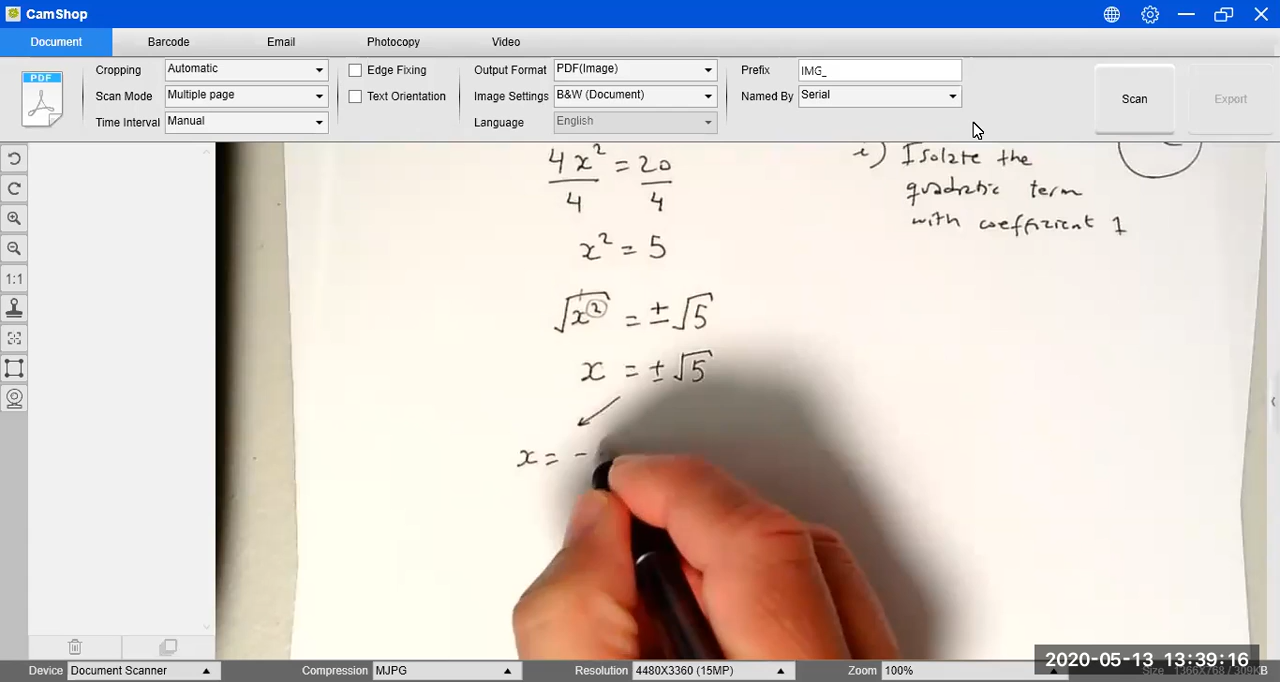 CamShop
Document Barcode Email Photocopy Video
PDF
Cropping Automatic
Scan Mode Multiple page
Time Interval Manual
Edge Fixing
Text Orientation
Output Format PDF(Image)
Image Settings B&W (Document)
Language English
Prefix IMG_
Named By Serial
Scan
Export
1:1
4x² = 20
4 4
x² = 5
√x² = ±√5
x = ±√5
x = -
i) Isolate the
quadratic term
with coefficient 1
2020-05-13 13:39:16
Device Document Scanner Compression MJPG Resolution 4480X3360 (15MP) Zoom 100%